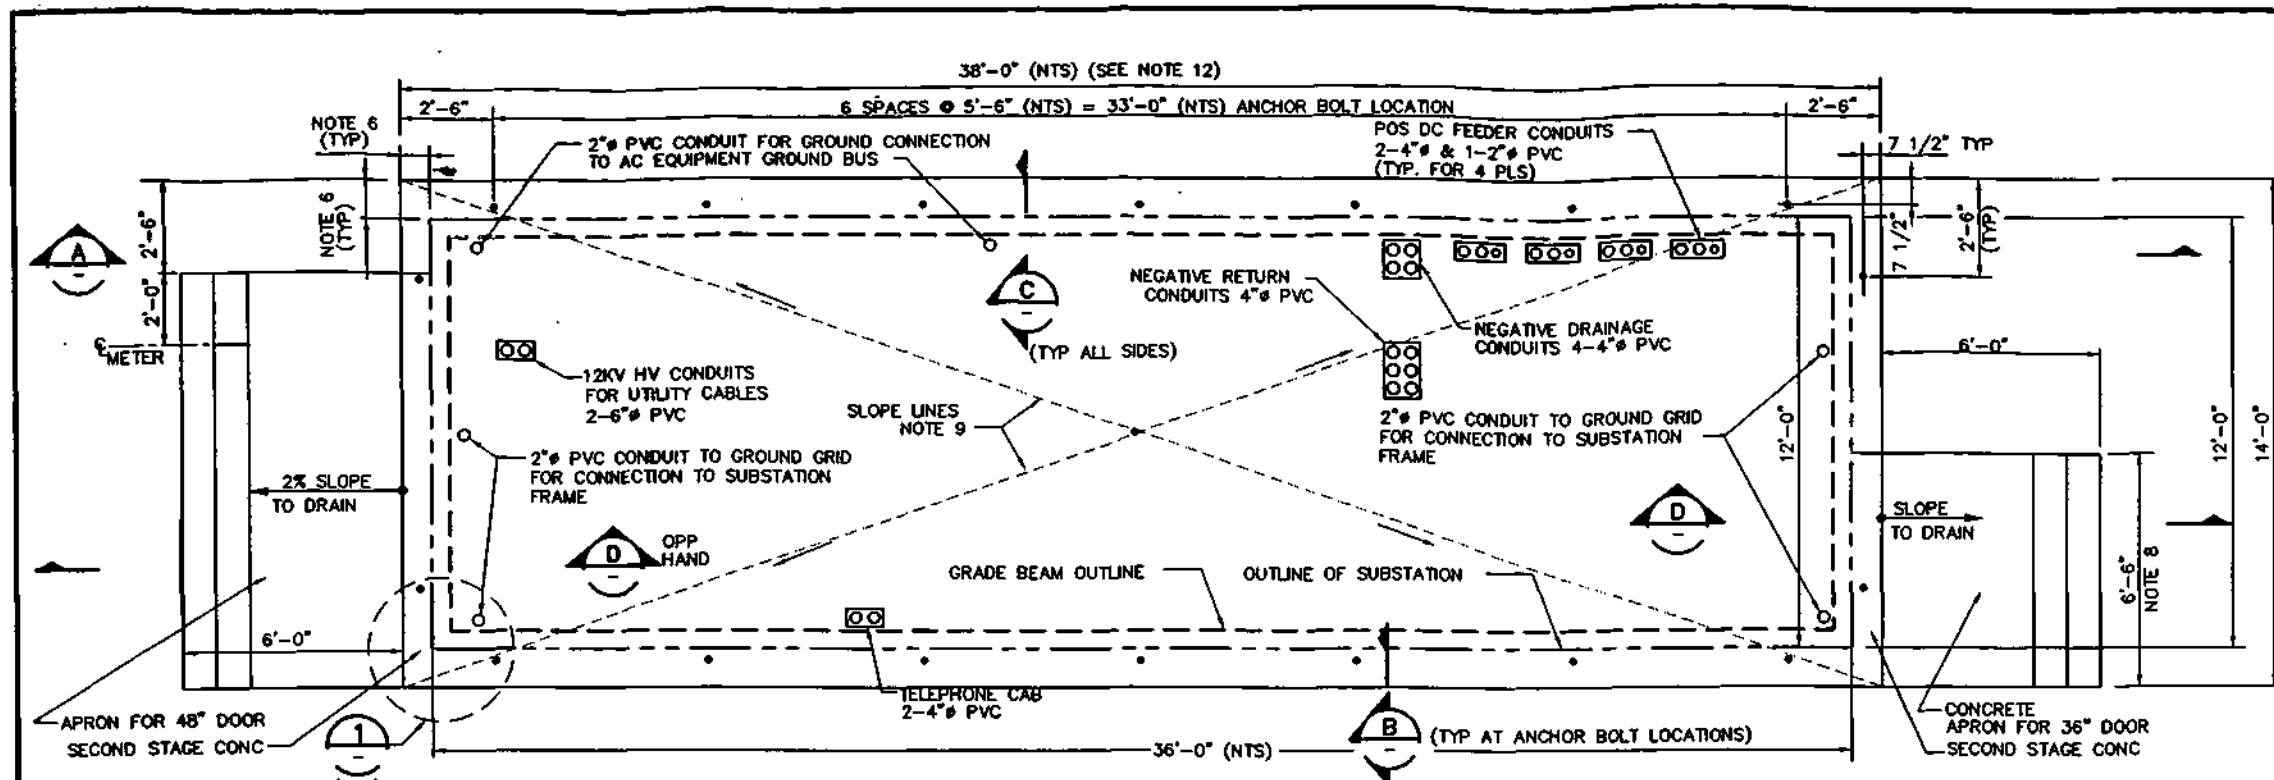 38'-0" (NTS) (SEE NOTE 12)
2'-6"
6 SPACES @ 5'-6" (NTS) = 33'-0" (NTS) ANCHOR BOLT LOCATION
2'-6"
NOTE 6
(TYP)
2"ø PVC CONDUIT FOR GROUND CONNECTION
TO AC EQUIPMENT GROUND BUS
POS DC FEEDER CONDUITS
2-4"ø & 1-2"ø PVC
(TYP. FOR 4 PLS)
7 1/2" TYP
2'-6"
NOTE 6
(TYP)
7 1/2"
2'-6"
(TYP)
A
-
2'-0"
C
-
(TYP ALL SIDES)
NEGATIVE RETURN
CONDUITS 4"ø PVC
NEGATIVE DRAINAGE
CONDUITS 4-4"ø PVC
℄
METER
6'-0"
12KV HV CONDUITS
FOR UTILITY CABLES
2-6"ø PVC
SLOPE LINES
NOTE 9
2"ø PVC CONDUIT TO GROUND GRID
FOR CONNECTION TO SUBSTATION
FRAME
12'-0"
12'-0"
14'-0"
2"ø PVC CONDUIT TO GROUND GRID
FOR CONNECTION TO SUBSTATION
FRAME
2% SLOPE
TO DRAIN
D
-
SLOPE
TO DRAIN
D
-
OPP
HAND
GRADE BEAM OUTLINE
OUTLINE OF SUBSTATION
6'-6"
NOTE 8
6'-0"
TELEPHONE CAB
2-4"ø PVC
APRON FOR 48" DOOR
SECOND STAGE CONC
1
-
36'-0" (NTS)
B
-
(TYP AT ANCHOR BOLT LOCATIONS)
CONCRETE
APRON FOR 36" DOOR
SECOND STAGE CONC